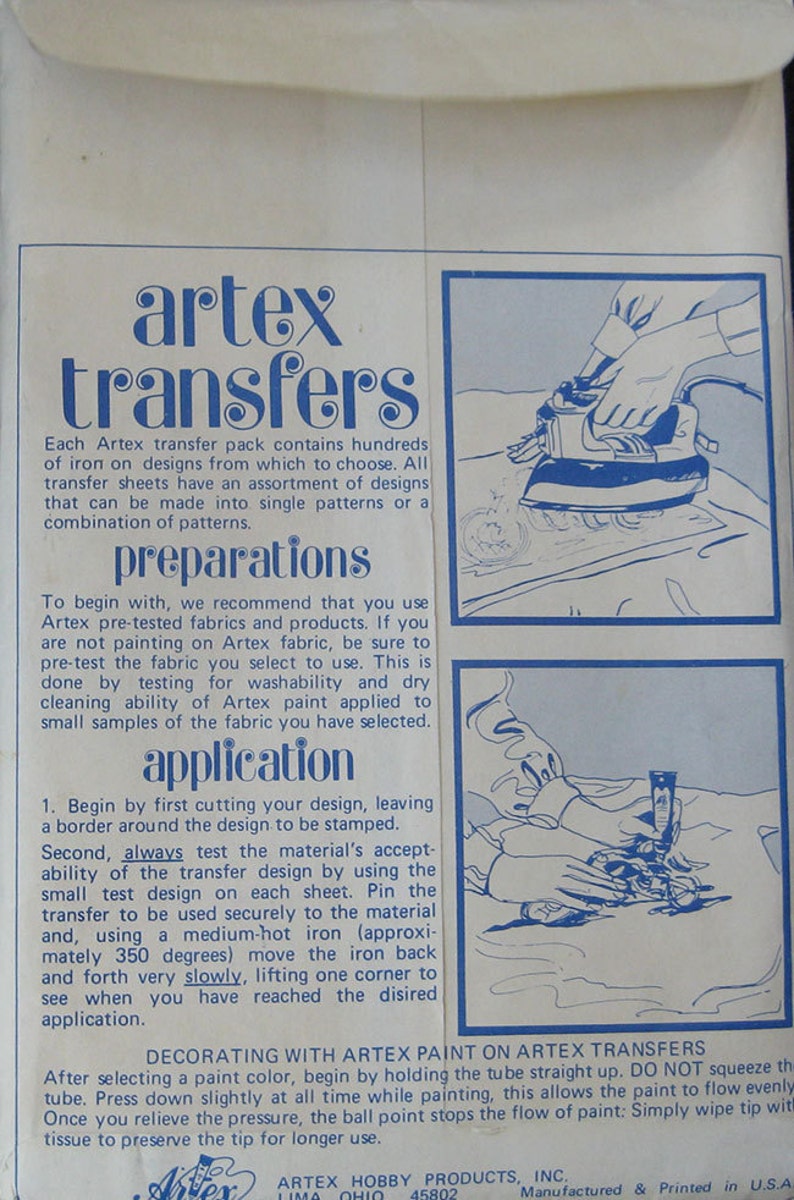 artex
transfers
Each Artex transfer pack contains hundreds
of iron on designs from which to choose. All
transfer sheets have an assortment of designs
that can be made into single patterns or a
combination of patterns.
preparations
To begin with, we recommend that you use
Artex pre-tested fabrics and products. If you
are not painting on Artex fabric, be sure to
pre-test the fabric you select to use. This is
done by testing for washability and dry
cleaning ability of Artex paint applied to
small samples of the fabric you have selected.
application
1. Begin by first cutting your design, leaving
a border around the design to be stamped.
Second, always test the material's accept-
ability of the transfer design by using the
small test design on each sheet. Pin the
transfer to be used securely to the material
and, using a medium-hot iron (approxi-
mately 350 degrees) move the iron back
and forth very slowly, lifting one corner to
see when you have reached the disired
application.
DECORATING WITH ARTEX PAINT ON ARTEX TRANSFERS
After selecting a paint color, begin by holding the tube straight up. DO NOT squeeze th
tube. Press down slightly at all time while painting, this allows the paint to flow evenly
Once you relieve the pressure, the ball point stops the flow of paint: Simply wipe tip wit
tissue to preserve the tip for longer use.
Artex
ARTEX HOBBY PRODUCTS, INC.
LIMA, OHIO 45802
Manufactured & Printed in U.S.A